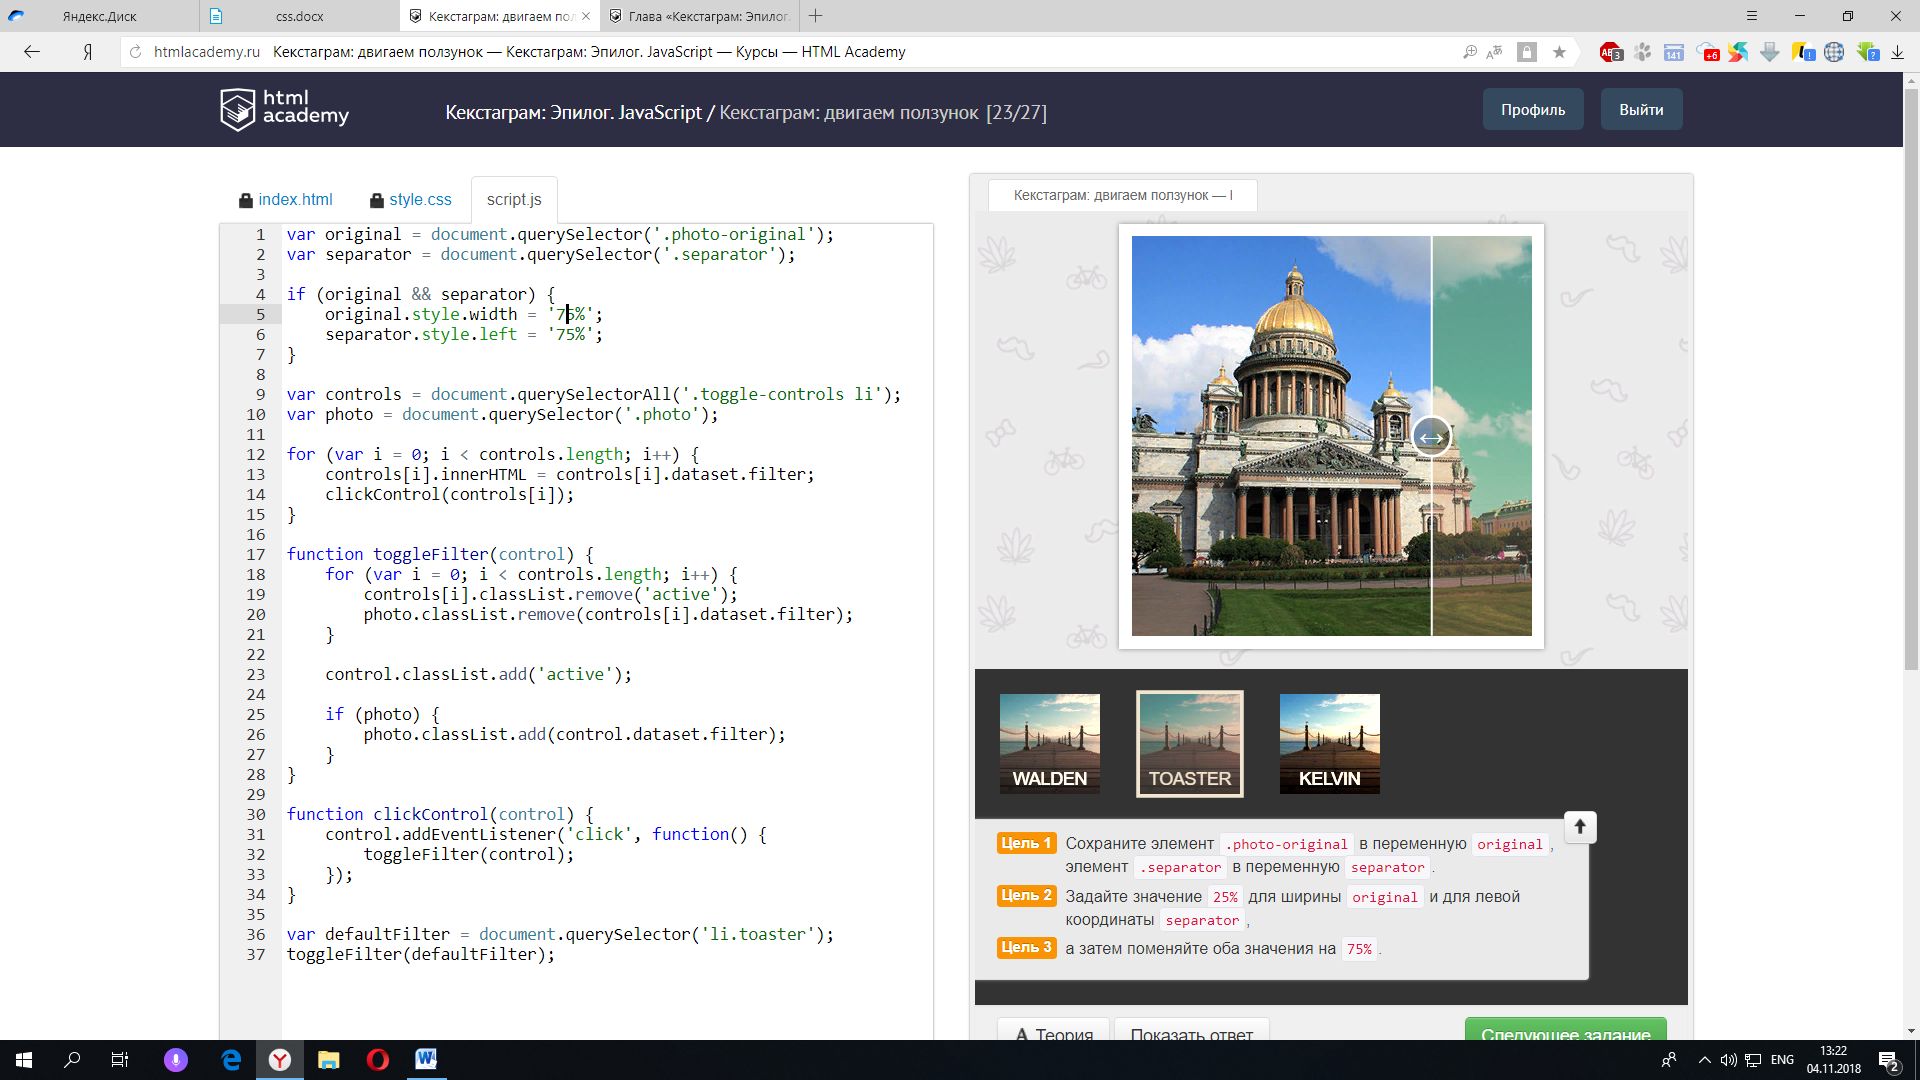 Яндекс.Диск
css.docx
Кекстаграм: двигаем пол
Глава «Кекстаграм: Эпилог.
htmlacademy.ru Кекстаграм: двигаем ползунок — Кекстаграм: Эпилог. JavaScript — Курсы — HTML Academy
3
141
+6
!
?
html
academy
Кекстаграм: Эпилог. JavaScript / Кекстаграм: двигаем ползунок [23/27]
Профиль
Выйти
index.html
style.css
script.js
1 var original = document.querySelector('.photo-original');
2 var separator = document.querySelector('.separator');
3
4 if (original && separator) {
5 original.style.width = '75%';
6 separator.style.left = '75%';
7 }
8
9 var controls = document.querySelectorAll('.toggle-controls li');
10 var photo = document.querySelector('.photo');
11
12 for (var i = 0; i < controls.length; i++) {
13 controls[i].innerHTML = controls[i].dataset.filter;
14 clickControl(controls[i]);
15 }
16
17 function toggleFilter(control) {
18 for (var i = 0; i < controls.length; i++) {
19 controls[i].classList.remove('active');
20 photo.classList.remove(controls[i].dataset.filter);
21 }
22
23 control.classList.add('active');
24
25 if (photo) {
26 photo.classList.add(control.dataset.filter);
27 }
28 }
29
30 function clickControl(control) {
31 control.addEventListener('click', function() {
32 toggleFilter(control);
33 });
34 }
35
36 var defaultFilter = document.querySelector('li.toaster');
37 toggleFilter(defaultFilter);
Кекстаграм: двигаем ползунок —
WALDEN
TOASTER
KELVIN
Цель 1 Сохраните элемент .photo-original в переменную original,
элемент .separator в переменную separator.
Цель 2 Задайте значение 25% для ширины original и для левой
координаты separator,
Цель 3 а затем поменяйте оба значения на 75%.
Теория
Показать ответ
Следующее задание
ENG
13:22
04.11.2018
2